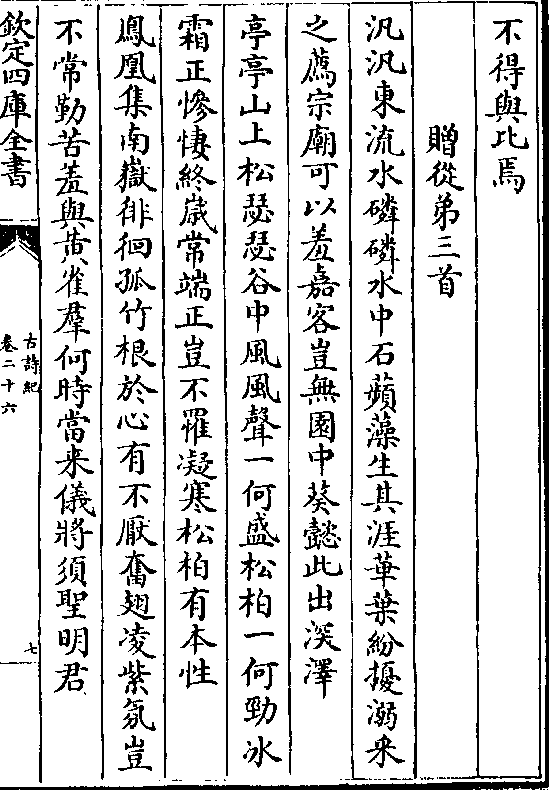 不得與比焉
贈從弟三首
汎汎東流水磷磷水中石蘋藻生其涯華葉紛擾溺采
之薦宗廟可以羞嘉客豈無園中葵懿此出深澤
亭亭山上松瑟瑟谷中風風聲一何盛松柏一何勁冰
霜正慘悽終嵗常端正豈不罹凝寒松柏有本性
鳳凰集南嶽徘徊孤竹根於心有不厭奮翅凌紫氛豈
不常勤苦羞與黄雀羣何時當来儀將須聖明君
欽定四庫全書
古詩紀
卷二十六
七